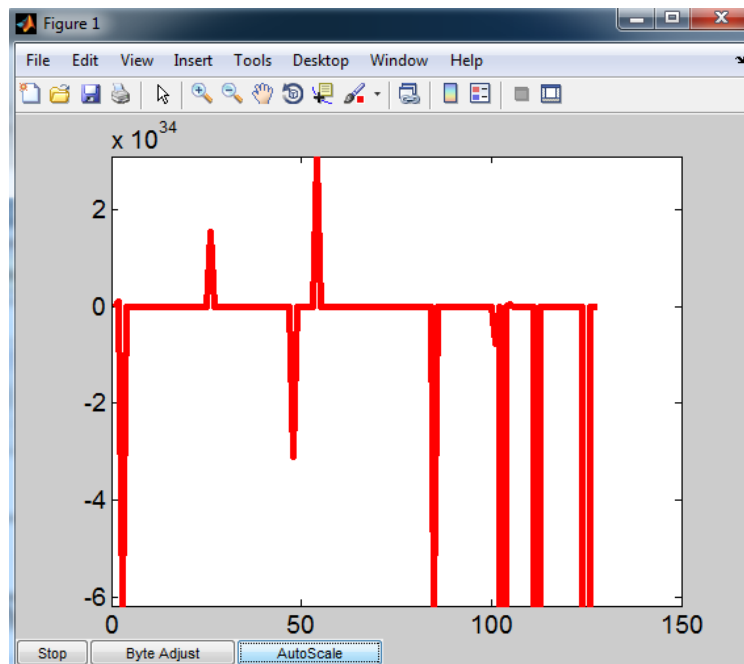 Figure 1
File Edit View Insert Tools Desktop Window Help
x 10^34
2
0
-2
-4
-6
0 50 100 150
Stop Byte Adjust AutoScale